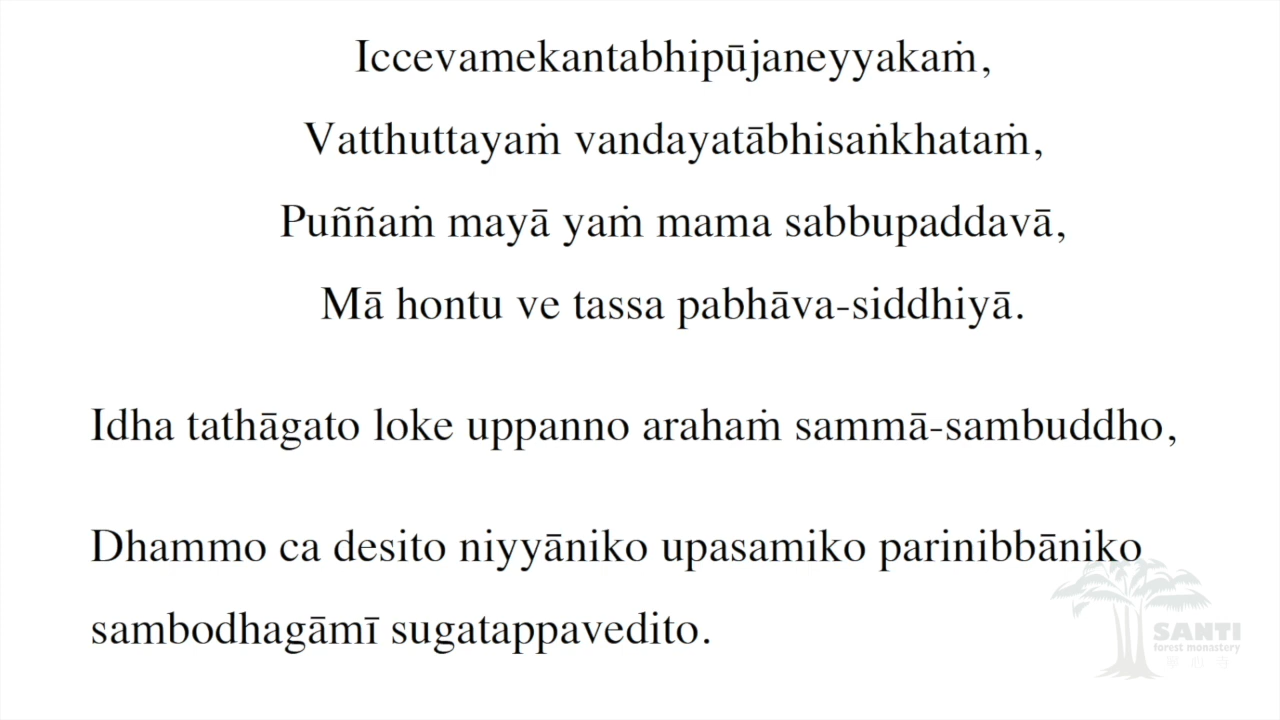 Iccevamekantabhipūjaneyyakaṁ,
Vatthuttayaṁ vandayatābhisaṅkhataṁ,
Puññaṁ mayā yaṁ mama sabbupaddavā,
Mā hontu ve tassa pabhāva-siddhiyā.
Idha tathāgato loke uppanno arahaṁ sammā-sambuddho,
Dhammo ca desito niyyāniko upasamiko parinibbāniko
sambodhagāmī sugatappavedito.
SANTI
forest monastery